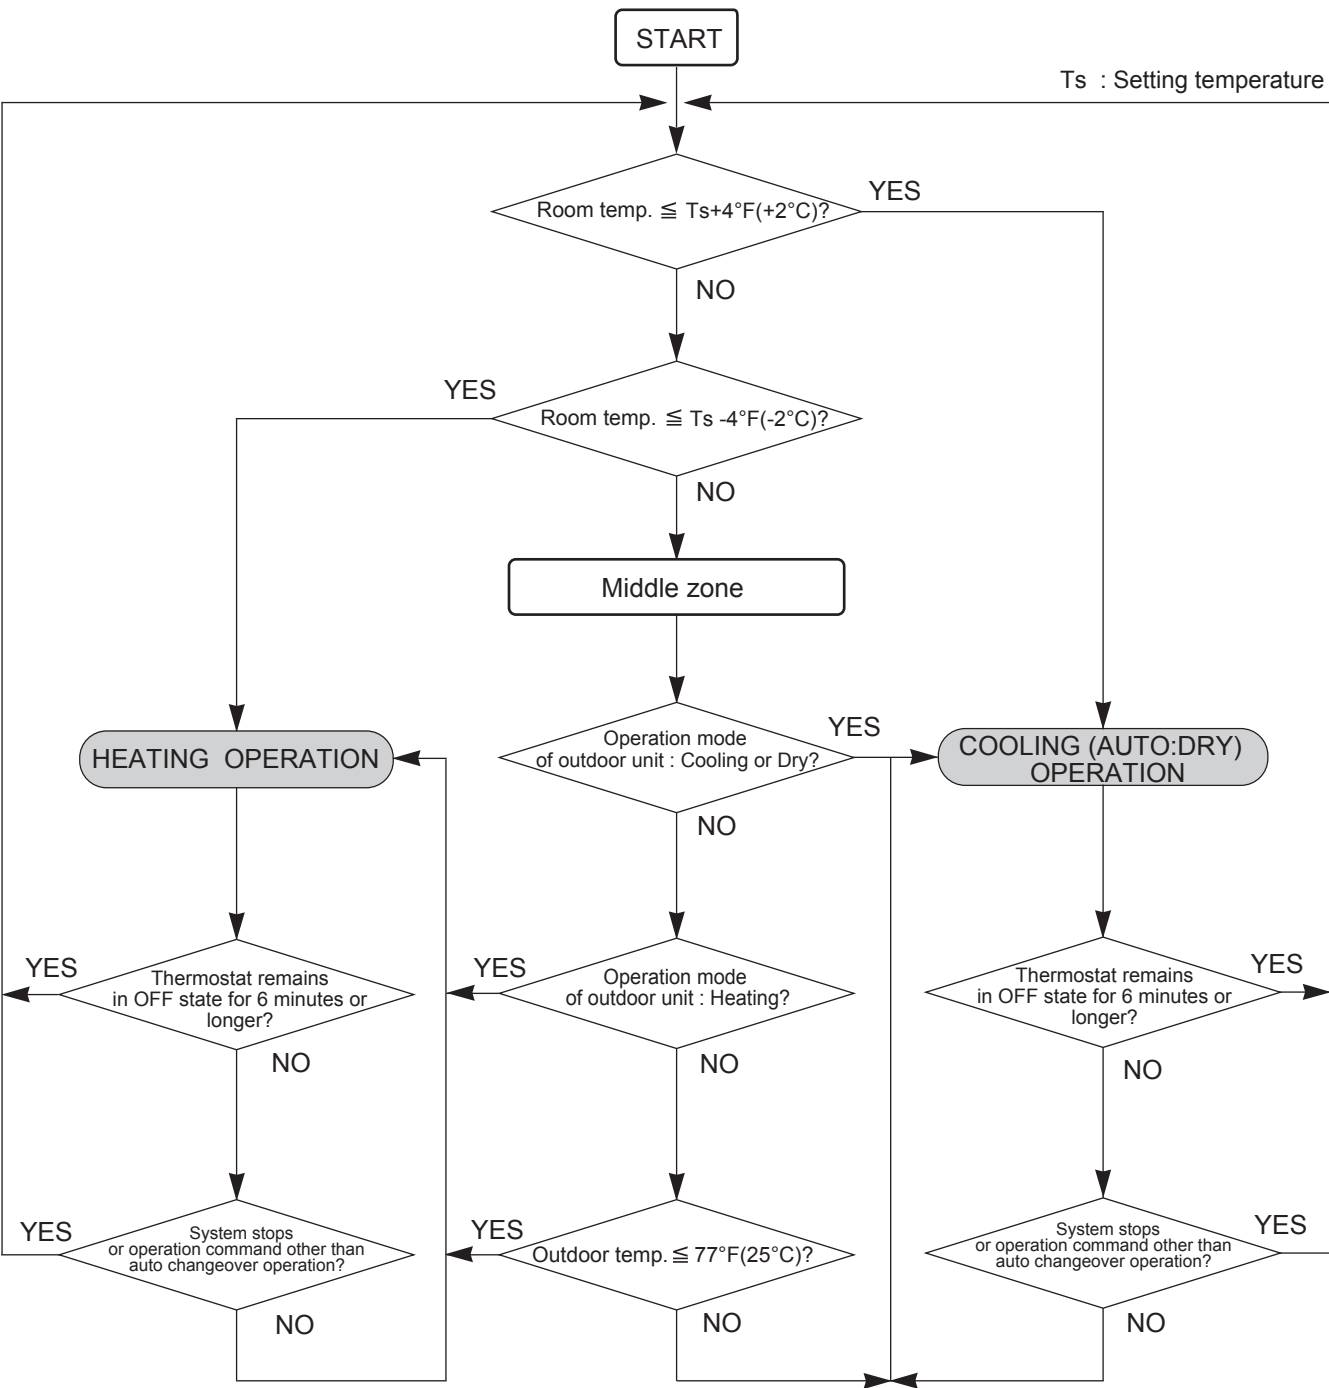 START
Ts : Setting temperature
Room temp. ≦ Ts+4°F(+2°C)?
YES
NO
YES
Room temp. ≦ Ts -4°F(-2°C)?
NO
Middle zone
HEATING OPERATION
Operation mode
of outdoor unit : Cooling or Dry?
YES
NO
COOLING (AUTO:DRY)
OPERATION
YES
Thermostat remains
in OFF state for 6 minutes or
longer?
NO
YES
Operation mode
of outdoor unit : Heating?
NO
Thermostat remains
in OFF state for 6 minutes or
longer?
YES
NO
YES
System stops
or operation command other than
auto changeover operation?
NO
YES
Outdoor temp. ≦ 77°F(25°C)?
NO
System stops
or operation command other than
auto changeover operation?
YES
NO